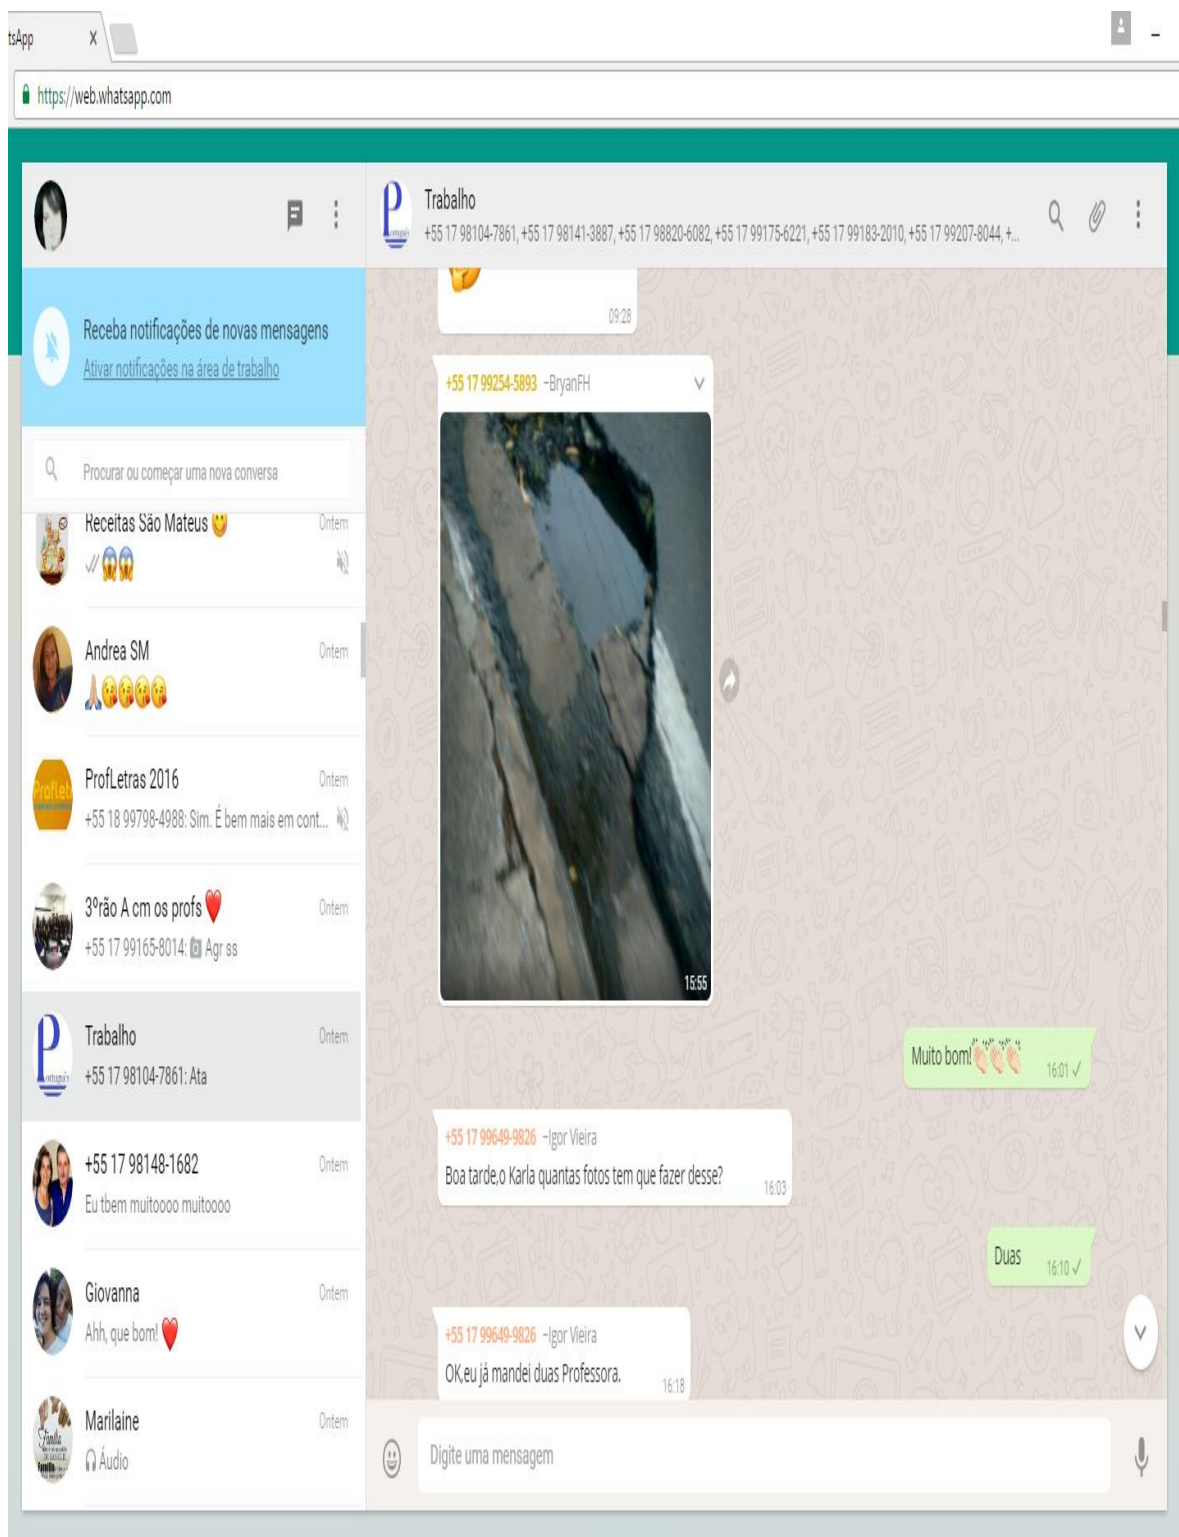 tsApp
https://web.whatsapp.com
Trabalho
+55 17 98104-7861, +55 17 98141-3887, +55 17 98820-6082, +55 17 99175-6221, +55 17 99183-2010, +55 17 99207-8044, +...
Receba notificações de novas mensagens
Ativar notificações na área de trabalho
Procurar ou começar uma nova conversa
Receitas São Mateus 😋 Ontem
😱😱
Andrea SM Ontem
🙏🏻😘😘😘😘
ProfLetras 2016 Ontem
+55 18 99798-4988: Sim. É bem mais em cont...
3ºrão A cm os profs ❤ Ontem
+55 17 99165-8014: 📷 Agr ss
Trabalho Ontem
+55 17 98104-7861: Ata
+55 17 98148-1682 Ontem
Eu tbem muitoooo muitoooo
Giovanna Ontem
Ahh, que bom! ❤
Marilaine Ontem
Áudio
09:28
+55 17 99254-5893 ~BryanFH
15:55
Muito bom!👏🏻👏🏻👏🏻 16:01
+55 17 99649-9826 ~Igor Vieira
Boa tarde,o Karla quantas fotos tem que fazer desse? 16:03
Duas 16:10
+55 17 99649-9826 ~Igor Vieira
OK,eu já mandei duas Professora. 16:18
Digite uma mensagem